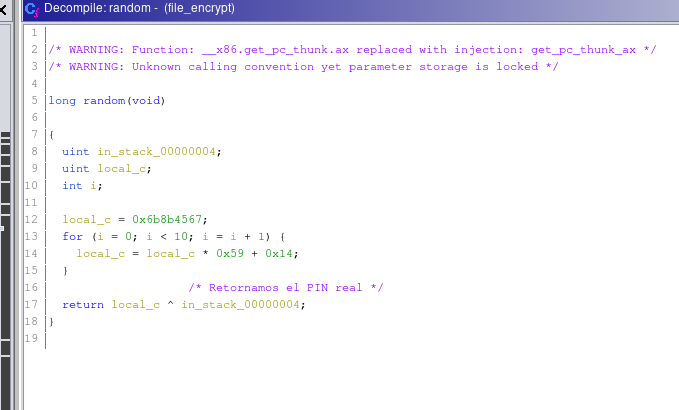 Decompile: random - (file_encrypt)
1
2 /* WARNING: Function: __x86.get_pc_thunk.ax replaced with injection: get_pc_thunk_ax */
3 /* WARNING: Unknown calling convention yet parameter storage is locked */
4
5 long random(void)
6
7 {
8 uint in_stack_00000004;
9 uint local_c;
10 int i;
11
12 local_c = 0x6b8b4567;
13 for (i = 0; i < 10; i = i + 1) {
14 local_c = local_c * 0x59 + 0x14;
15 }
16 /* Retornamos el PIN real */
17 return local_c ^ in_stack_00000004;
18 }
19